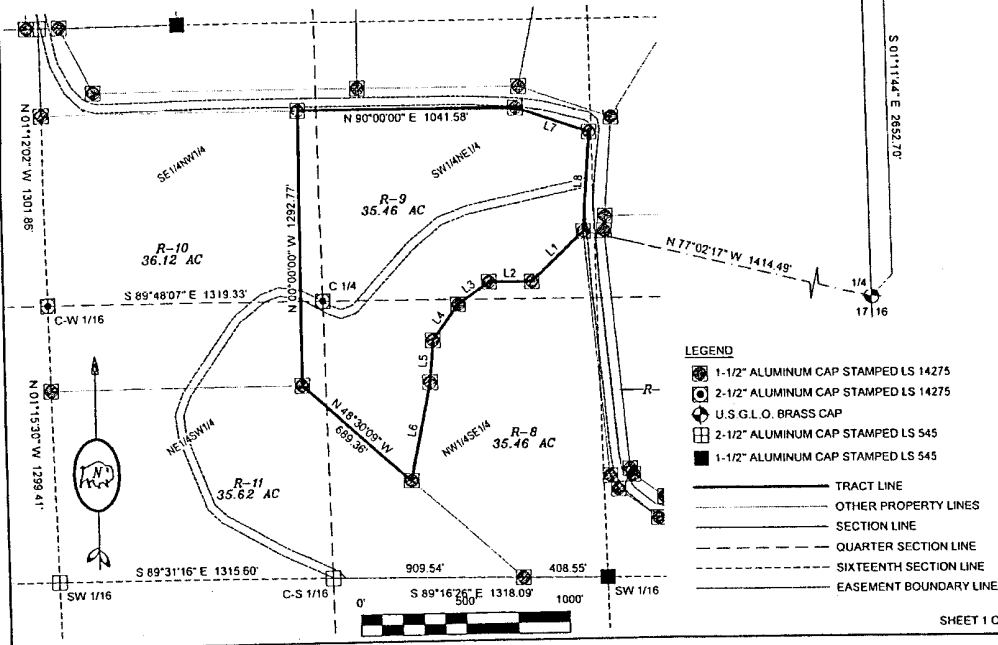 S 01°11'44" E 2652.70'
N 90°00'00" E 1041.58'
L7
N 01°12'02" W 1301.86'
SE1/4NW1/4
SW1/4NE1/4
L8
R-9
35.46 AC
N 00°00'00" W 1292.77'
R-10
36.12 AC
L1
N 77°02'17" W 1414.49'
L2
1/4
17 16
C 1/4
S 89°48'07" E 1319.33'
L3
C-W 1/16
L4
LEGEND
1-1/2" ALUMINUM CAP STAMPED LS 14275
2-1/2" ALUMINUM CAP STAMPED LS 14275
U.S.G.L.O. BRASS CAP
2-1/2" ALUMINUM CAP STAMPED LS 545
1-1/2" ALUMINUM CAP STAMPED LS 545
L5
R
N 01°15'30" W 1299.41'
N 48°30'09" W
689.36'
L6
NE1/4SW1/4
NW1/4SE1/4
R-8
35.46 AC
N
R-11
35.62 AC
TRACT LINE
OTHER PROPERTY LINES
SECTION LINE
QUARTER SECTION LINE
SIXTEENTH SECTION LINE
EASEMENT BOUNDARY LINE
S 89°31'16" E 1315.60'
909.54'
408.55'
SW 1/16
C-S 1/16
S 89°16'26" E 1318.09'
SW 1/16
0' 500' 1000'
SHEET 1 O